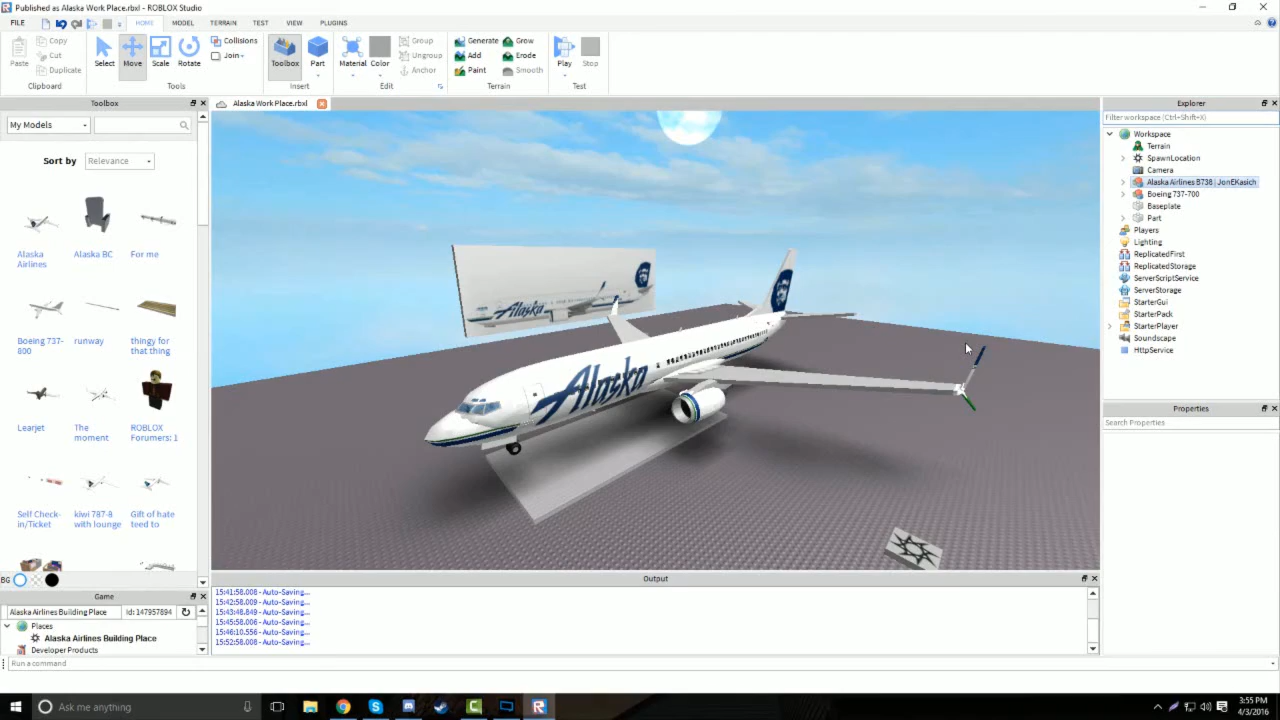 Published as Alaska Work Place.rbxl - ROBLOX Studio
FILE HOME MODEL TERRAIN TEST VIEW PLUGINS
Paste Copy Cut Duplicate Clipboard
Select Move Scale Rotate Collisions Join Tools
Toolbox Part Insert
Material Color Group Ungroup Anchor Edit
Generate Add Paint Grow Erode Smooth Terrain
Play Stop Test
Toolbox
My Models
Sort by Relevance
Alaska Airlines
Alaska BC
For me
Boeing 737-800
runway
thingy for that thing
Learjet
The moment
ROBLOX Forumers: 1
Self Check-in/Ticket
kiwi 787-8 with lounge
Gift of hate teed to
BG
Game
Alaska Airlines Building Place Id: 147957894
Places
Alaska Airlines Building Place
Developer Products
Run a command
Alaska Work Place.rbxl
Alaska
Alaska
Output
15:41:58.008 - Auto-Saving...
15:42:58.009 - Auto-Saving...
15:43:48.849 - Auto-Saving...
15:45:58.006 - Auto-Saving...
15:46:10.556 - Auto-Saving...
15:52:58.008 - Auto-Saving...
Explorer
Filter workspace (Ctrl+Shift+X)
Workspace
Terrain
SpawnLocation
Camera
Alaska Airlines B738 | JonEKasich
Boeing 737-700
Baseplate
Part
Players
Lighting
ReplicatedFirst
ReplicatedStorage
ServerScriptService
ServerStorage
StarterGui
StarterPack
StarterPlayer
Soundscape
HttpService
Properties
Search Properties
Ask me anything
3:55 PM
4/3/2016